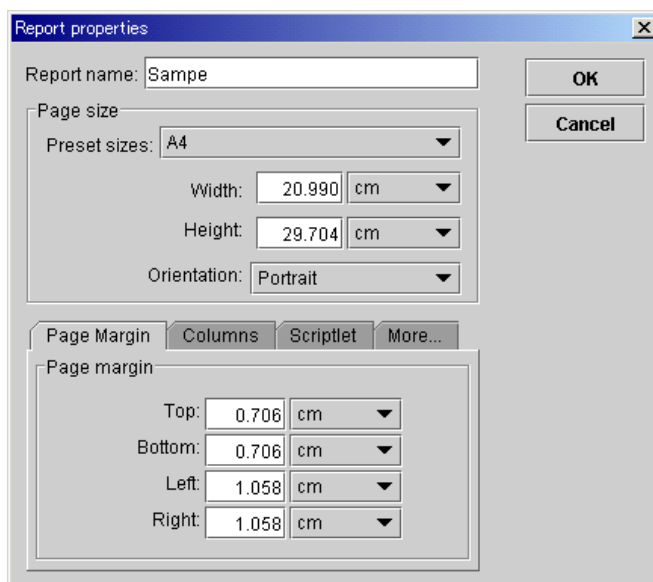 Report properties
Report name: Sampe
OK
Page size
Cancel
Preset sizes: A4
Width: 20.990 cm
Height: 29.704 cm
Orientation: Portrait
Page Margin Columns Scriptlet More...
Page margin
Top: 0.706 cm
Bottom: 0.706 cm
Left: 1.058 cm
Right: 1.058 cm